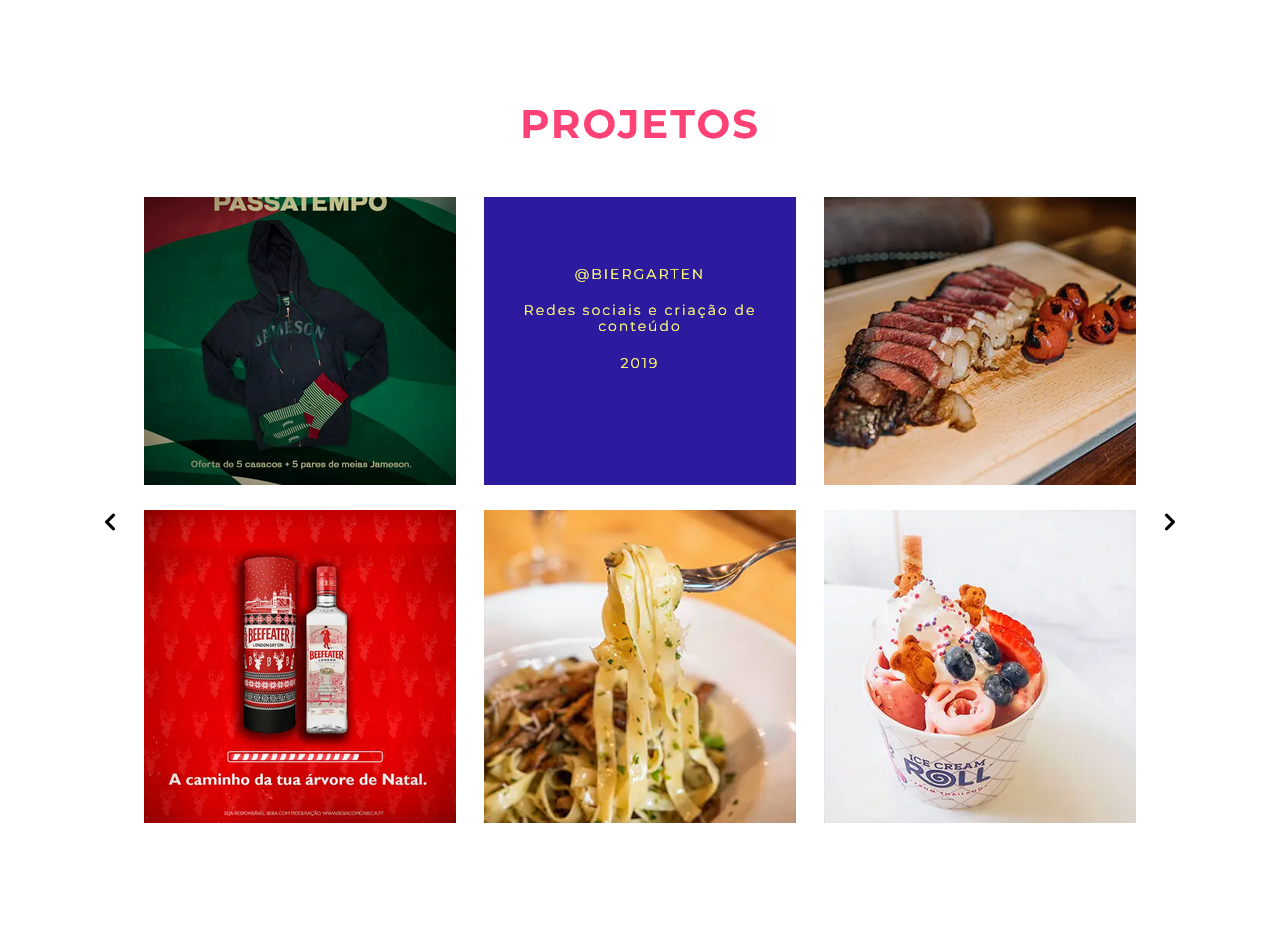 PROJETOS
PASSATEMPO
JAMESON
Oferta de 5 casacos + 5 pares de meias Jameson.
@BIERGARTEN
Redes sociais e criação de
conteúdo
2019
BEEFEATER
LONDON DRY GIN
B B
BEEFEATER
LONDON
A caminho da tua árvore de Natal.
SEJA RESPONSÁVEL. BEBA COM MODERAÇÃO. WWW.BEBACOMCABECA.PT
ICE CREAM
ROLL
FROM THAILAND